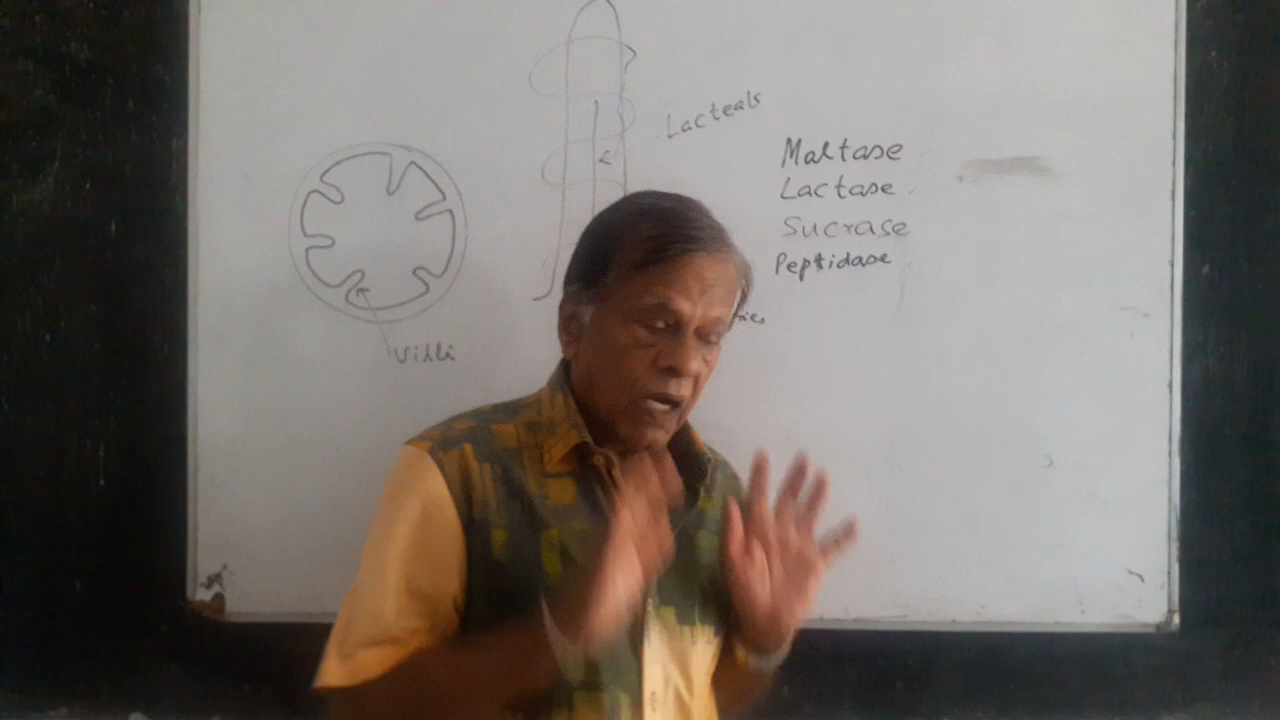 Lacteals
Maltase
Lactase
Sucrase
Peptidase
Villi